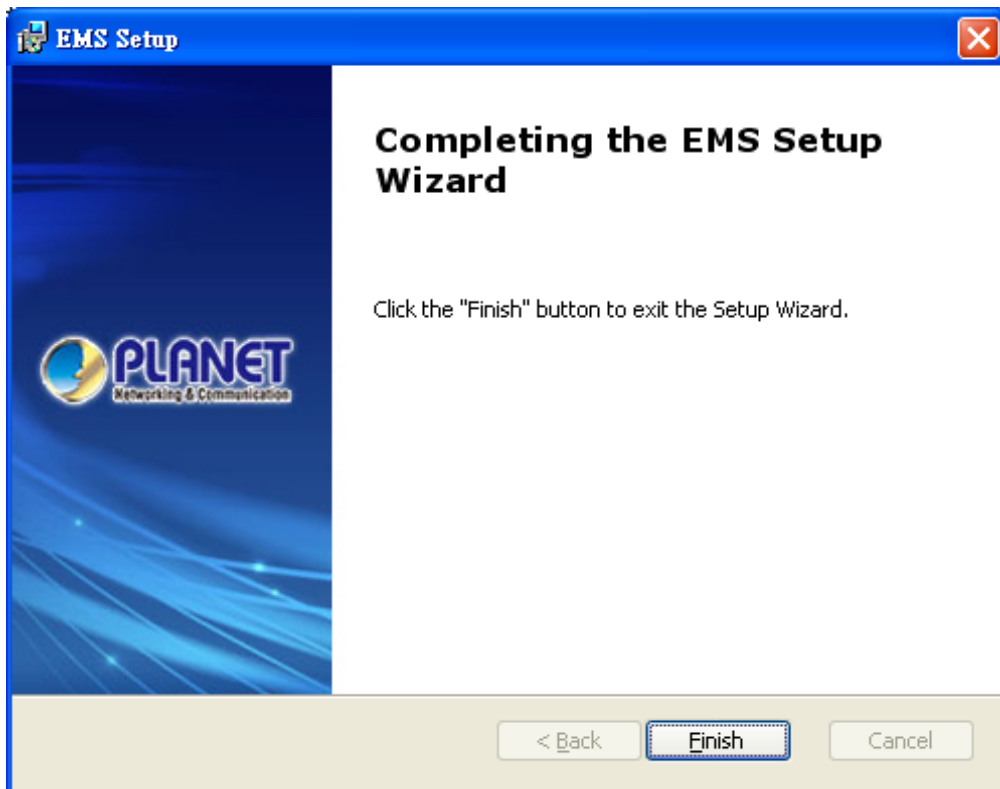 EMS Setup
Completing the EMS Setup
Wizard
Click the "Finish" button to exit the Setup Wizard.
PLANET
Networking & Communication
< Back
Finish
Cancel